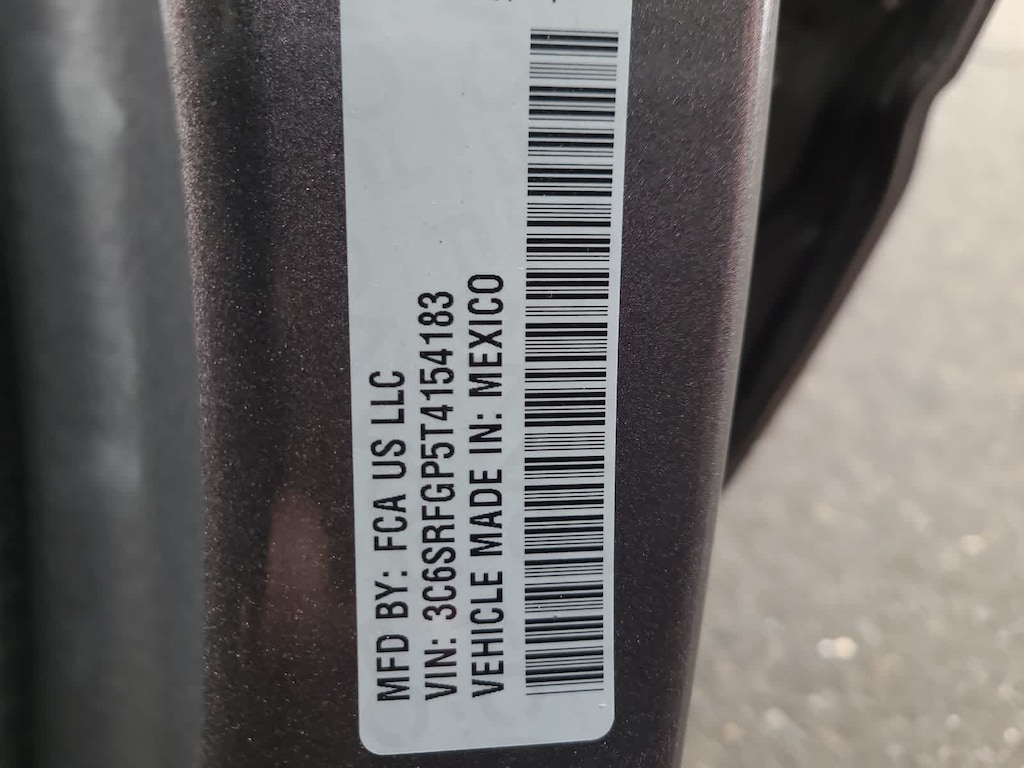 MFD BY: FCA US LLC
VIN: 3C6SRFGP5T4154183
VEHICLE MADE IN: MEXICO